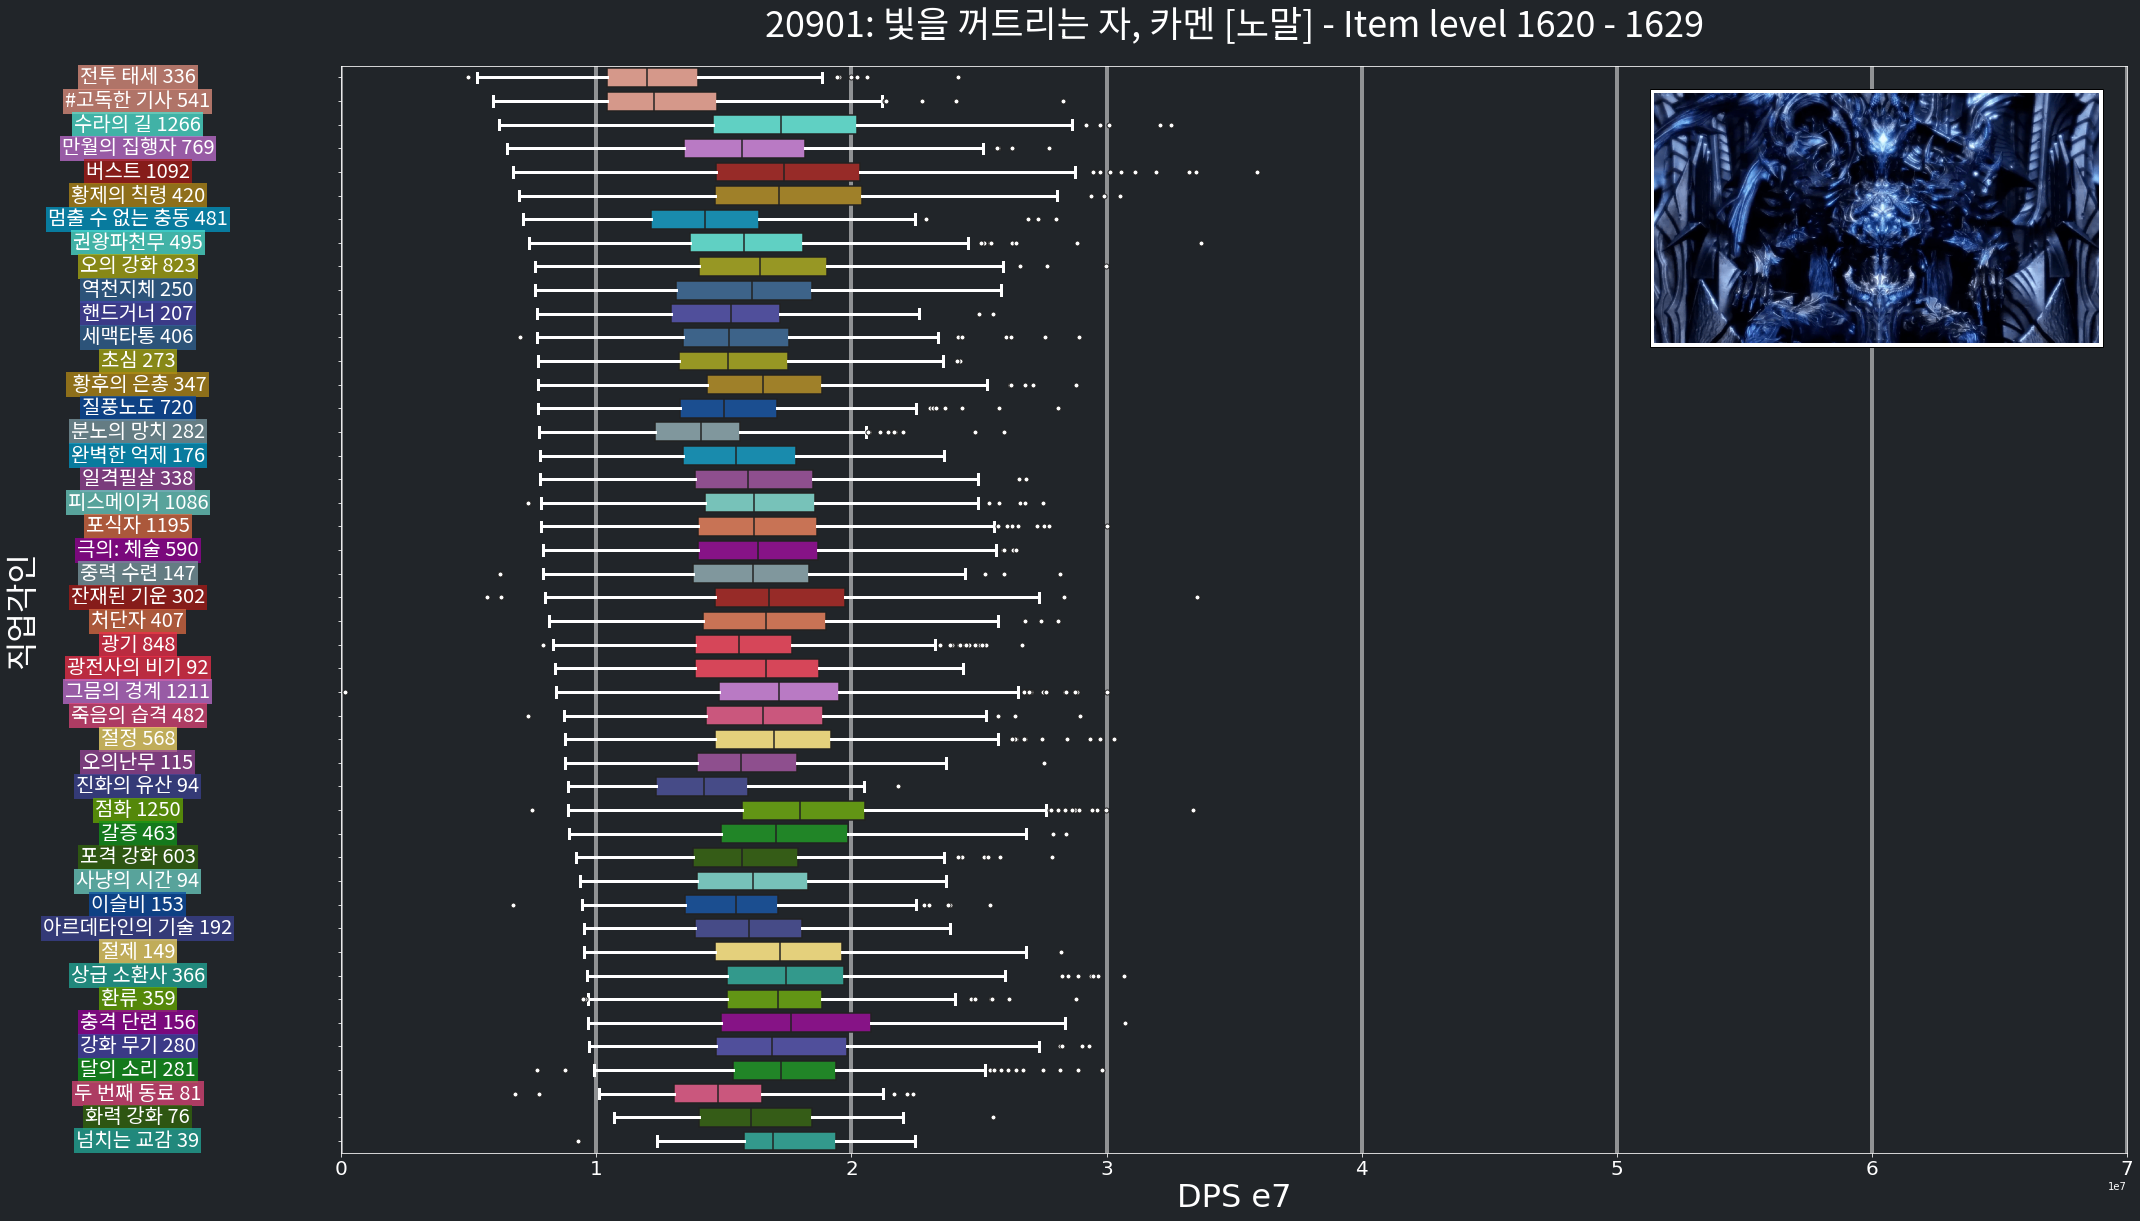 20901: 빛을 꺼트리는 자, 카멘 [노말] - Item level 1620 - 1629
전투 태세 336
#고독한 기사 541
수라의 길 1266
만월의 집행자 769
버스트 1092
황제의 칙령 420
멈출 수 없는 충동 481
권왕파천무 495
오의 강화 823
역천지체 250
핸드거너 207
세맥타통 406
초심 273
황후의 은총 347
질풍노도 720
분노의 망치 282
완벽한 억제 176
일격필살 338
피스메이커 1086
포식자 1195
극의: 체술 590
중력 수련 147
잔재된 기운 302
처단자 407
광기 848
광전사의 비기 92
그믐의 경계 1211
죽음의 습격 482
절정 568
오의난무 115
진화의 유산 94
점화 1250
갈증 463
포격 강화 603
사냥의 시간 94
이슬비 153
아르데타인의 기술 192
절제 149
상급 소환사 366
환류 359
충격 단련 156
강화 무기 280
달의 소리 281
두 번째 동료 81
화력 강화 76
넘치는 교감 39
직업각인
0 1 2 3 4 5 6 7
DPS e7
1e7